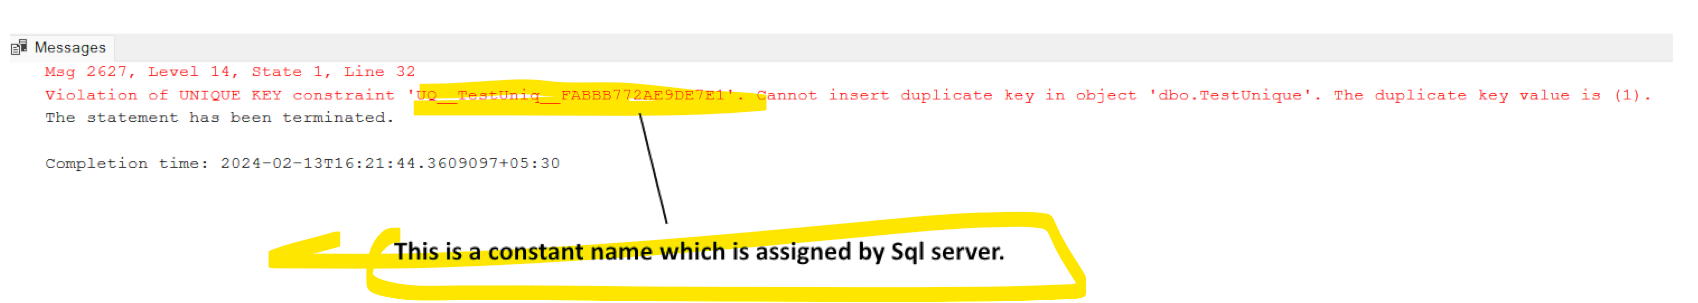 Messages
Msg 2627, Level 14, State 1, Line 32
Violation of UNIQUE KEY constraint 'UQ__TestUniq__FABBB772AE9DE7E1'. Cannot insert duplicate key in object 'dbo.TestUnique'. The duplicate key value is (1).
The statement has been terminated.
Completion time: 2024-02-13T16:21:44.3609097+05:30
This is a constant name which is assigned by Sql server.